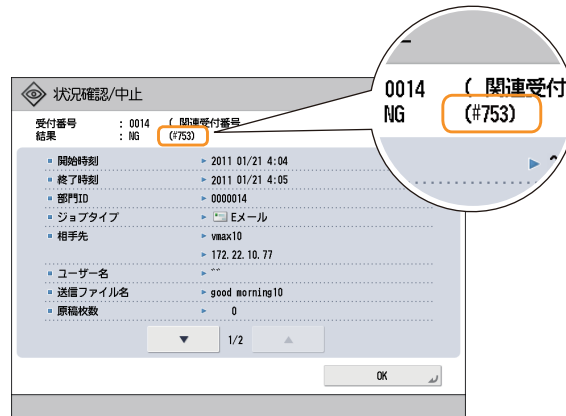 状況確認/中止
受付番号 : 0014 ( 関連受付番号
結果 : NG (#753)
開始時刻 2011 01/21 4:04
終了時刻 2011 01/21 4:05
部門ID 0000014
ジョブタイプ Eメール
相手先 vmax10
172.22.10.77
ユーザー名 ~~
送信ファイル名 good morning10
原稿枚数 0
1/2
OK
0014 ( 関連受付
NG (#753)